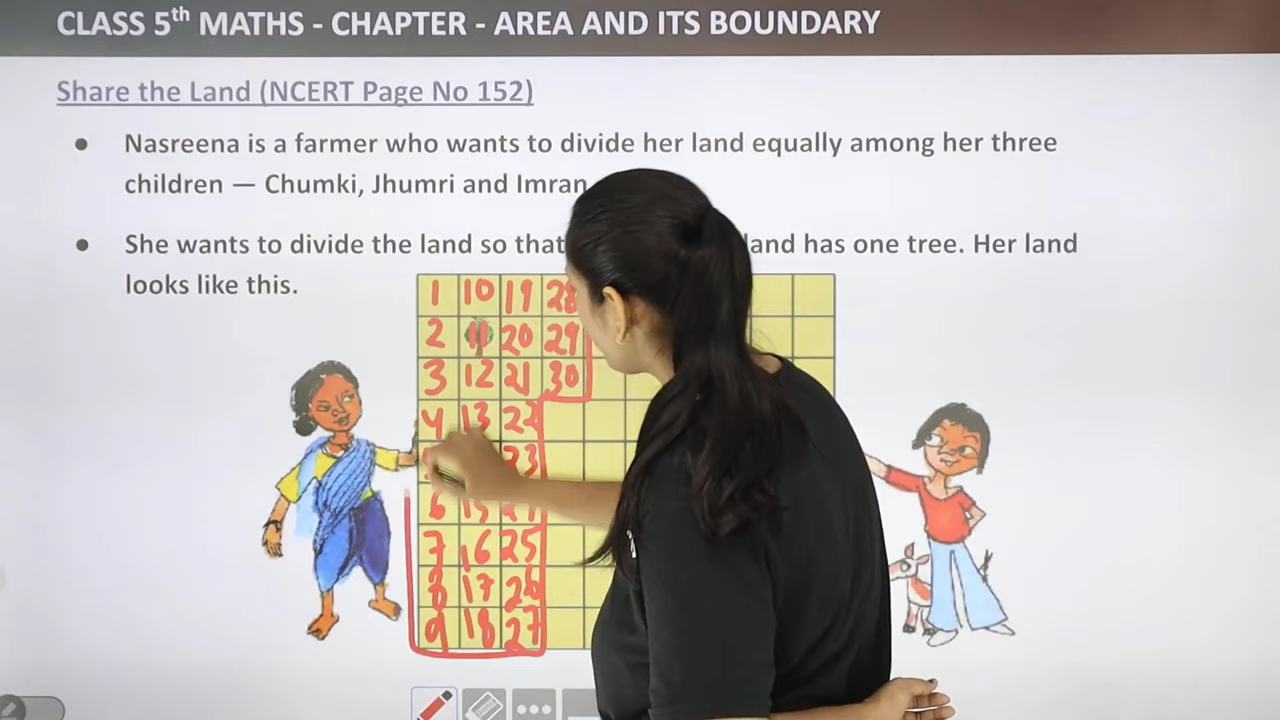 CLASS 5th MATHS - CHAPTER - AREA AND ITS BOUNDARY
Share the Land (NCERT Page No 152)
● Nasreena is a farmer who wants to divide her land equally among her three
children — Chumki, Jhumri and Imran
● She wants to divide the land so that land has one tree. Her land
looks like this.
1 10 19 28
2 11 20 29
3 12 21 30
4 13 22
23
6 15
7 16 25
8 17 26
9 18 27